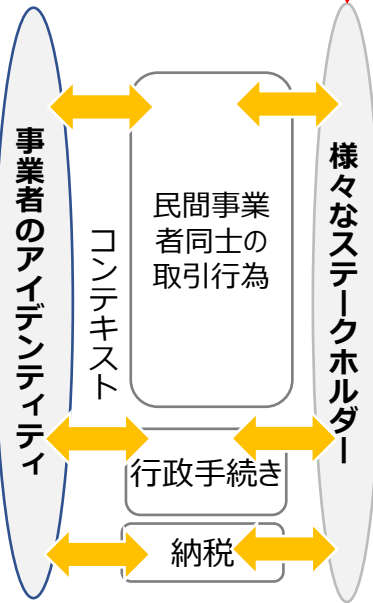 事業者のアイデンティティ
コンテキスト
民間事業
者同士の
取引行為
行政手続き
納税
様々なステークホルダー